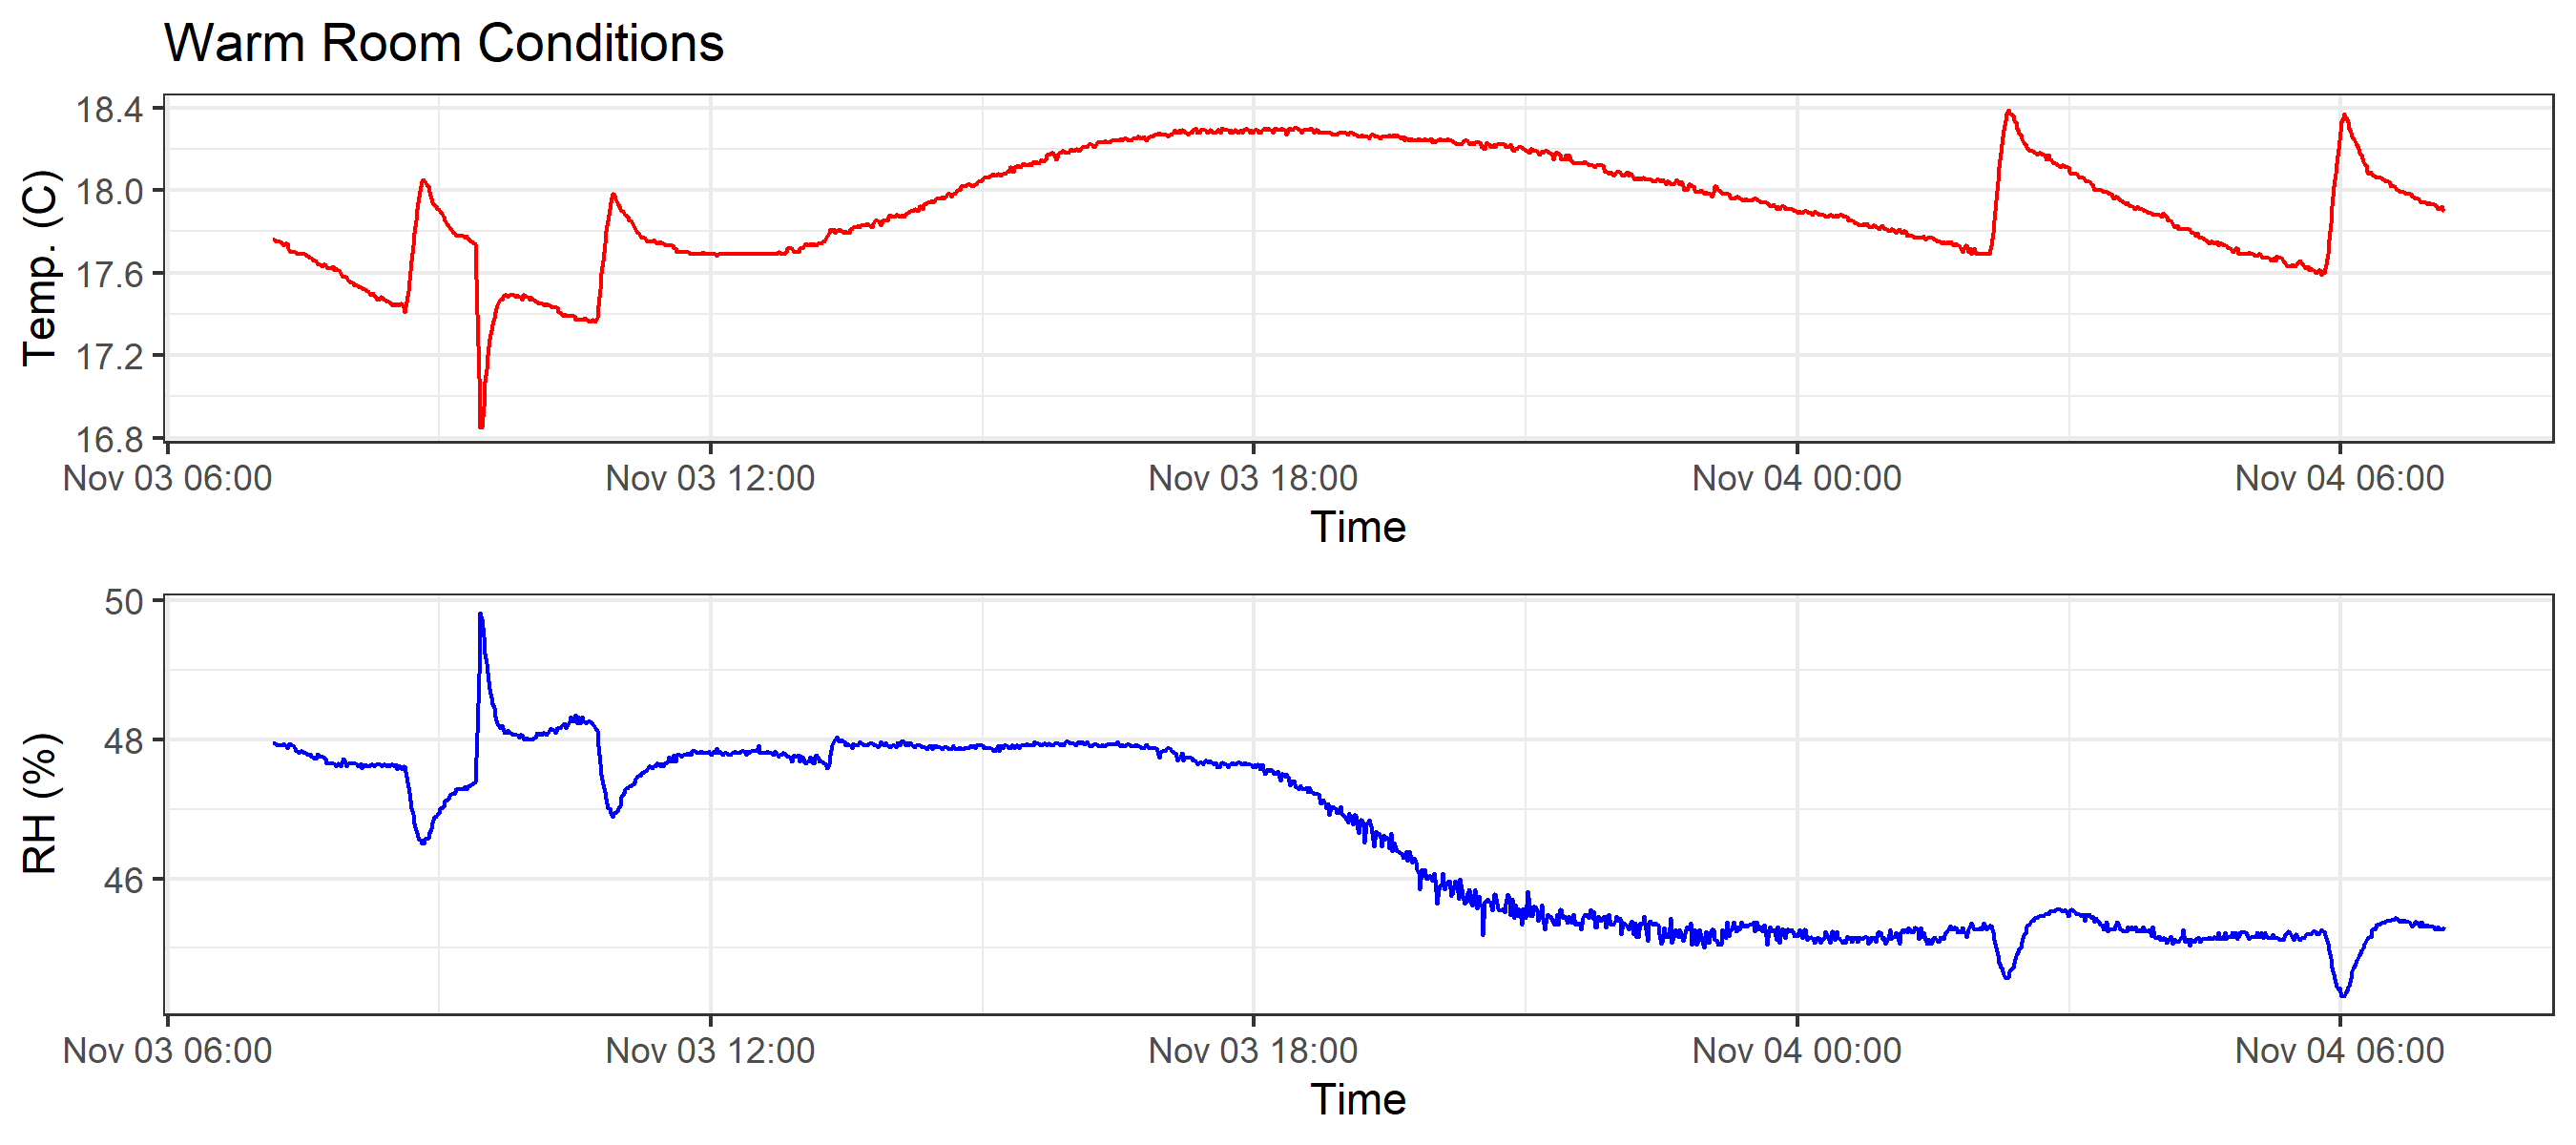 Warm Room Conditions
Temp. (C)
18.4
18.0
17.6
17.2
16.8
Nov 03 06:00 Nov 03 12:00 Nov 03 18:00 Nov 04 00:00 Nov 04 06:00
Time
RH (%)
50
48
46
Nov 03 06:00 Nov 03 12:00 Nov 03 18:00 Nov 04 00:00 Nov 04 06:00
Time